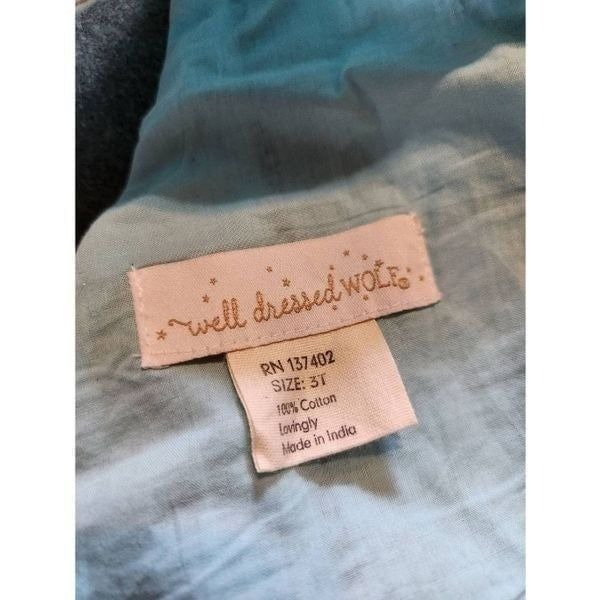 well dressed WOLF
RN 137402
SIZE: 3T
100% Cotton
Lovingly
Made in India